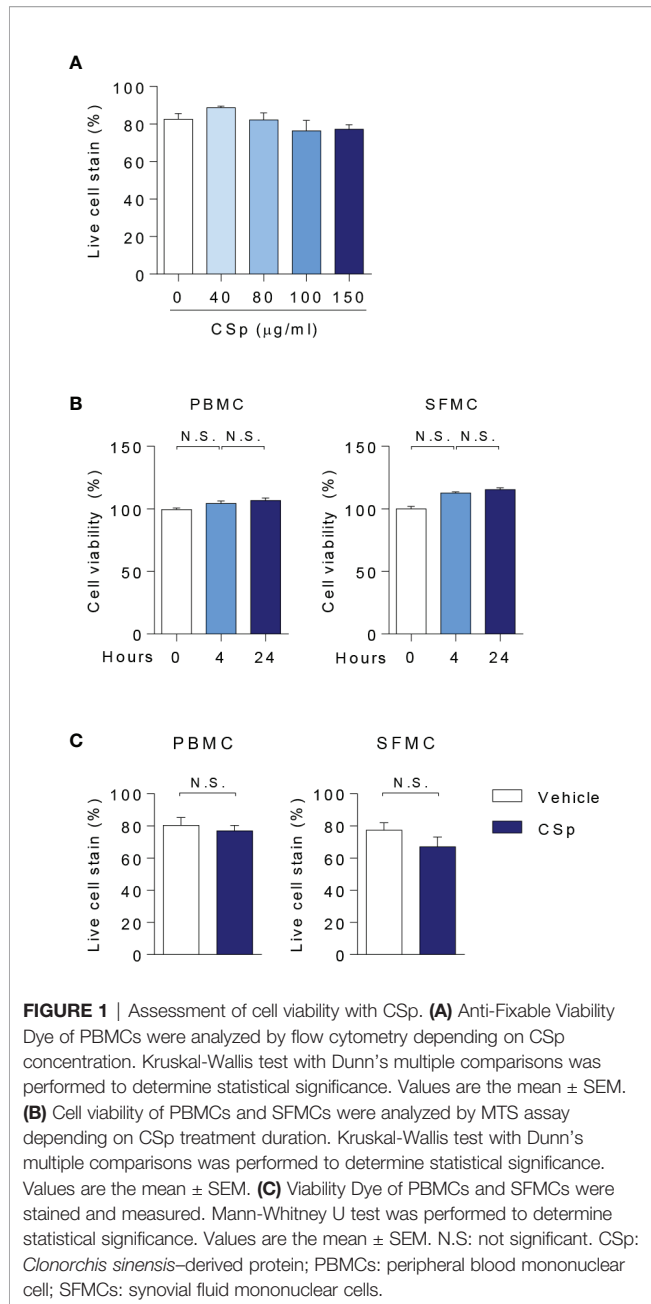 A
Live cell stain (%)
100
80
60
40
20
0
0 40 80 100 150
CSp (μg/ml)
B
PBMC
Cell viability (%)
150
100
50
0
N.S. N.S.
Hours 0 4 24
SFMC
Cell viability (%)
150
100
50
0
N.S. N.S.
0 4 24
C
PBMC
Live cell stain (%)
100
80
60
40
20
0
N.S.
SFMC
Live cell stain (%)
100
80
60
40
20
0
N.S.
Vehicle
CSp
FIGURE 1 | Assessment of cell viability with CSp. (A) Anti-Fixable Viability
Dye of PBMCs were analyzed by flow cytometry depending on CSp
concentration. Kruskal-Wallis test with Dunn's multiple comparisons was
performed to determine statistical significance. Values are the mean ± SEM.
(B) Cell viability of PBMCs and SFMCs were analyzed by MTS assay
depending on CSp treatment duration. Kruskal-Wallis test with Dunn's
multiple comparisons was performed to determine statistical significance.
Values are the mean ± SEM. (C) Viability Dye of PBMCs and SFMCs were
stained and measured. Mann-Whitney U test was performed to determine
statistical significance. Values are the mean ± SEM. N.S: not significant. CSp:
Clonorchis sinensis–derived protein; PBMCs: peripheral blood mononuclear
cell; SFMCs: synovial fluid mononuclear cells.